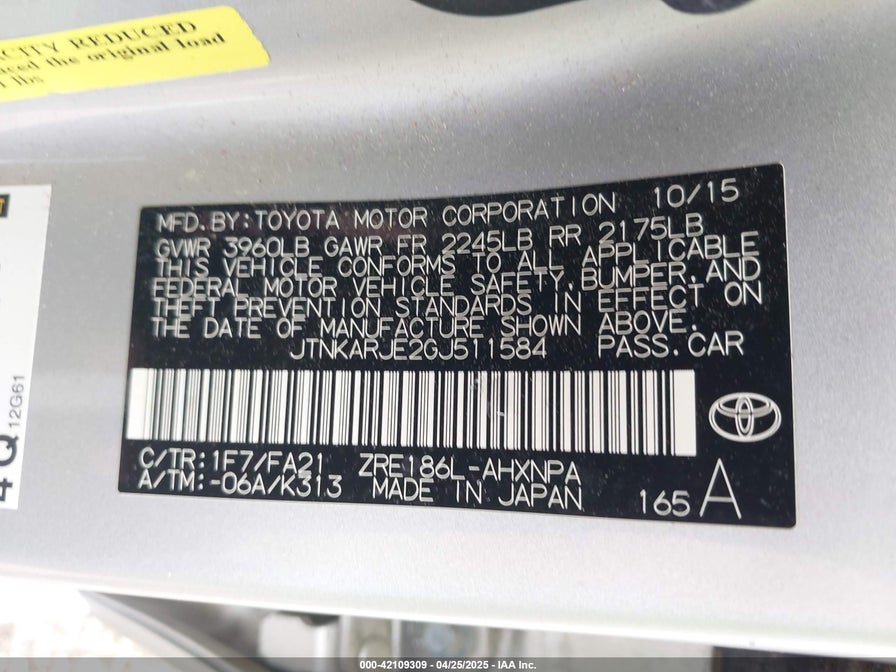 CITY REDUCED
the original load
lbs
MFD. BY: TOYOTA MOTOR CORPORATION 10/15
GVWR 3960LB GAWR FR 2245LB RR 2175LB
THIS VEHICLE CONFORMS TO ALL APPLICABLE
FEDERAL MOTOR VEHICLE SAFETY, BUMPER, AND
THEFT PREVENTION STANDARDS IN EFFECT ON
THE DATE OF MANUFACTURE SHOWN ABOVE.
JTNKARJE2GJ511584 PASS. CAR
C/TR: 1F7/FA21 ZRE186L-AHXNPA
A/TM: -06A/K313 MADE IN JAPAN
165 A
4Q
12G61
000-42109309 - 04/25/2025 - IAA Inc.